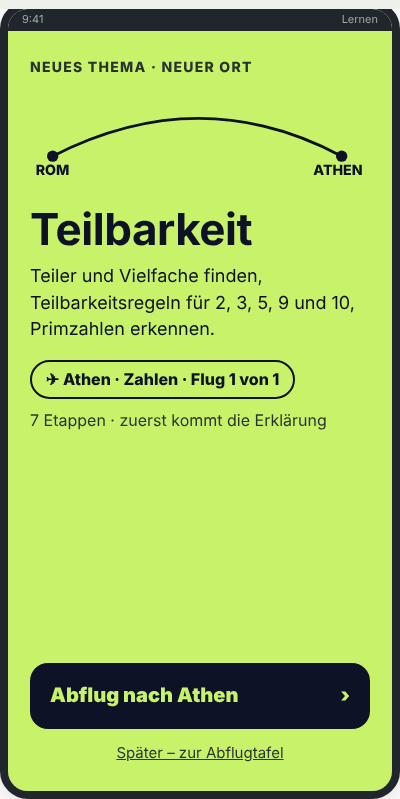 9:41
Lernen
NEUES THEMA · NEUER ORT
ROM
ATHEN
Teilbarkeit
Teiler und Vielfache finden,
Teilbarkeitsregeln für 2, 3, 5, 9 und 10,
Primzahlen erkennen.
✈ Athen · Zahlen · Flug 1 von 1
7 Etappen · zuerst kommt die Erklärung
Abflug nach Athen ›
Später – zur Abflugtafel